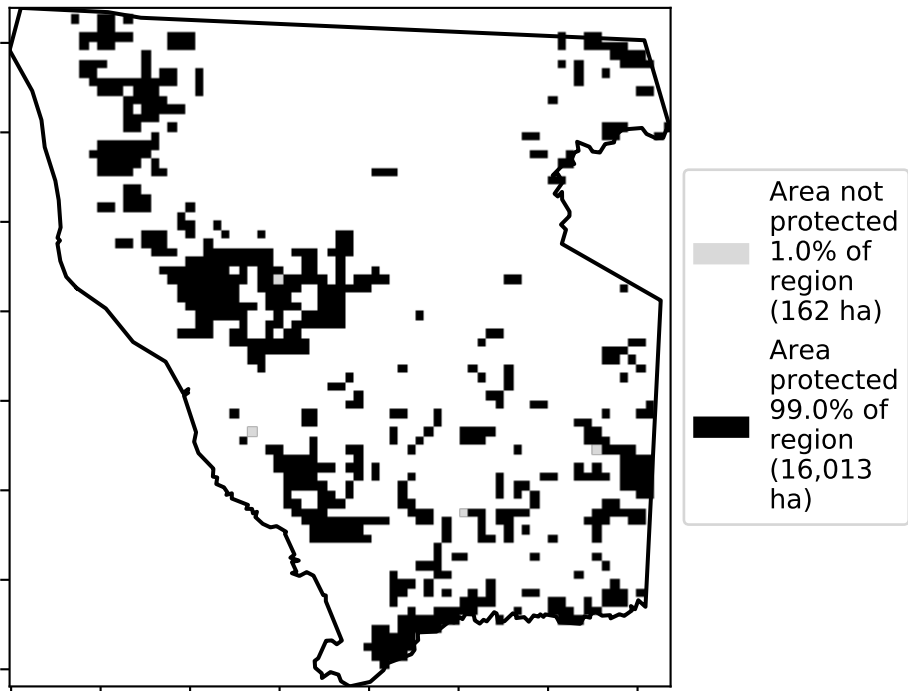 Area not
protected
1.0% of
region
(162 ha)
Area
protected
99.0% of
region
(16,013
ha)